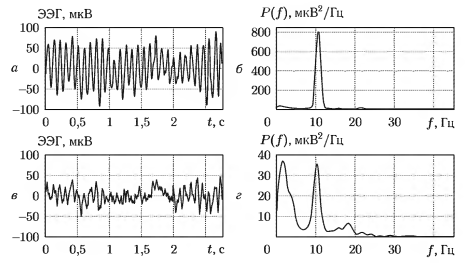 ЭЭГ, мкВ
P(f), мкВ²/Гц
100
50
0
−50
−100
а
0 0,5 1 1,5 2 t, с
800
600
400
200
б
0 10 20 30 f, Гц
ЭЭГ, мкВ
P(f), мкВ²/Гц
100
50
0
−50
−100
в
0 0,5 1 1,5 2 t, с
40
30
20
10
г
0 10 20 30 f, Гц